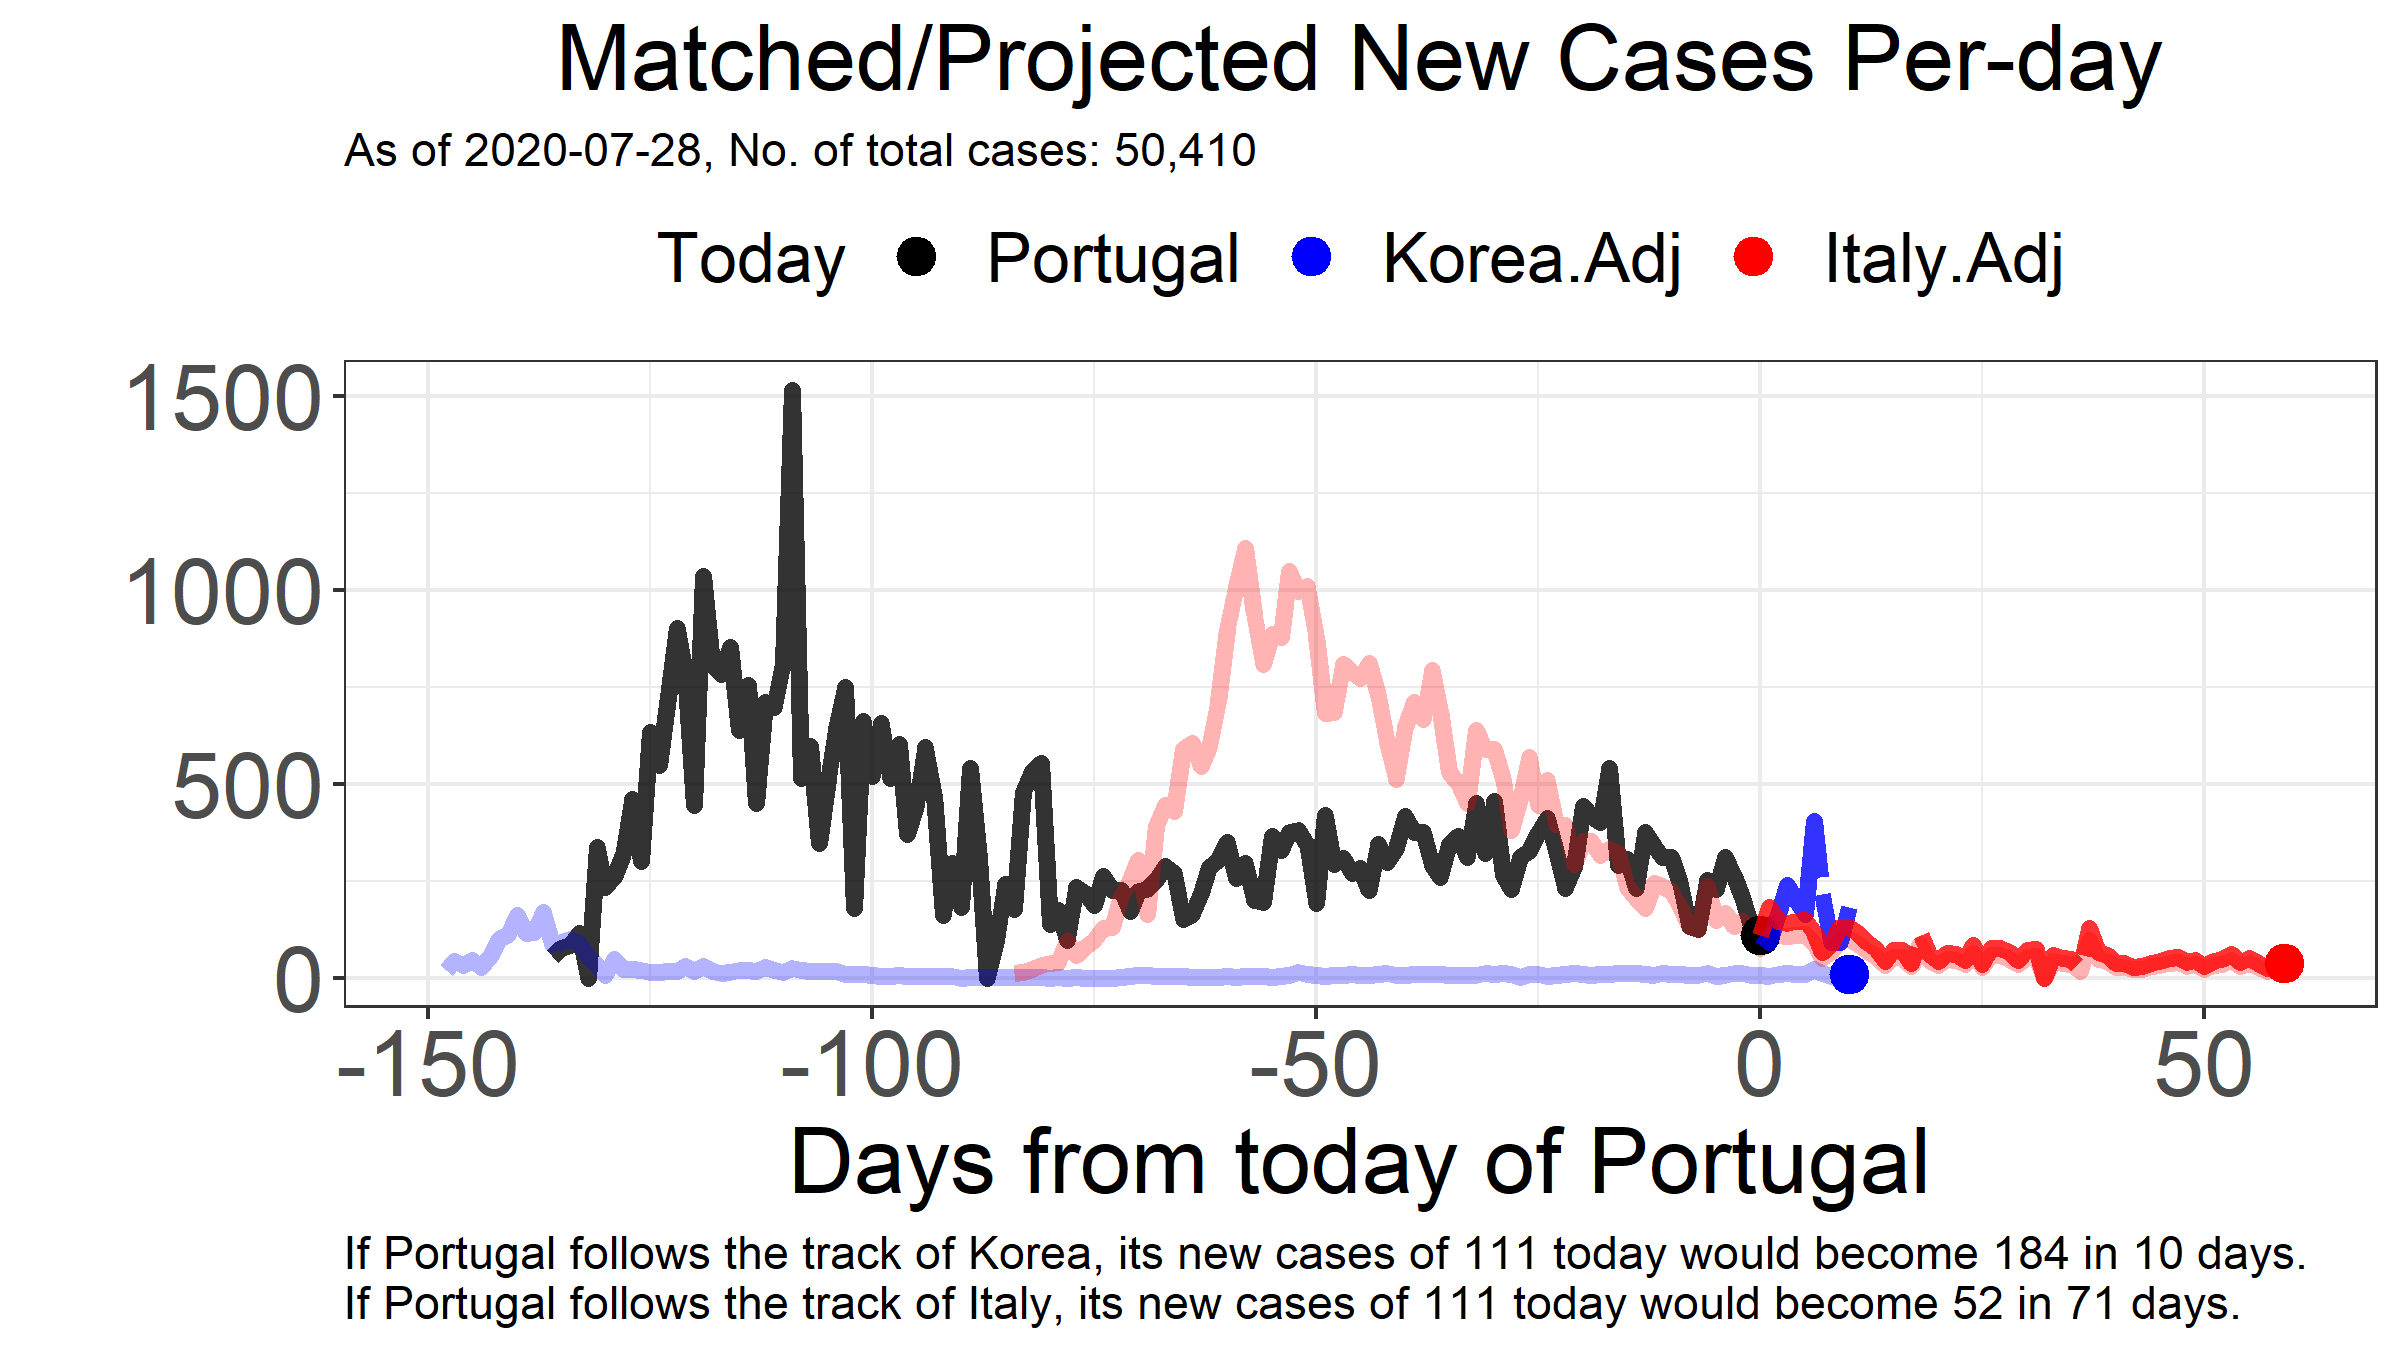 Matched/Projected New Cases Per-day
As of 2020-07-28, No. of total cases: 50,410
Today Portugal Korea.Adj Italy.Adj
1500
1000
500
0
-150 -100 -50 0 50
Days from today of Portugal
If Portugal follows the track of Korea, its new cases of 111 today would become 184 in 10 days.
If Portugal follows the track of Italy, its new cases of 111 today would become 52 in 71 days.